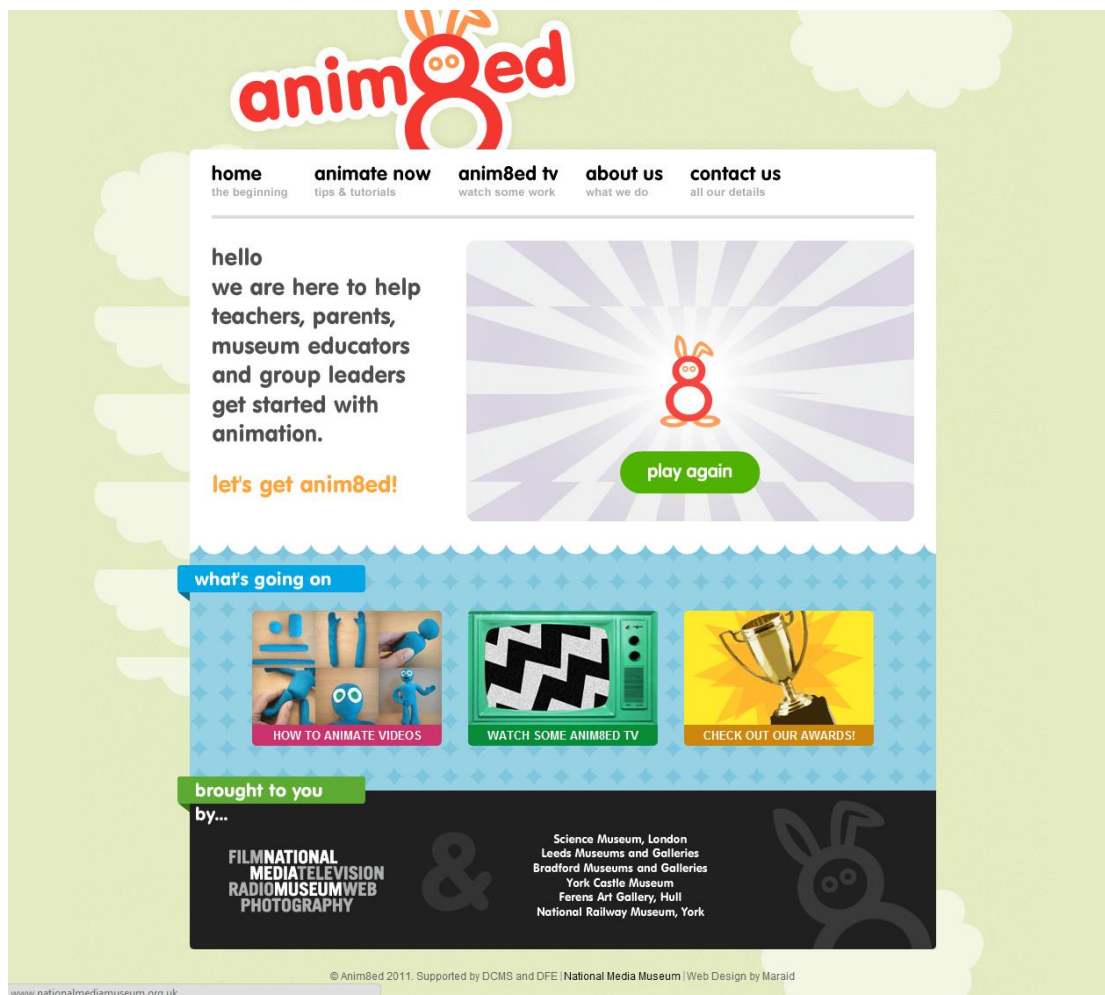 anim8ed
home animate now anim8ed tv about us contact us
the beginning tips & tutorials watch some work what we do all our details
hello
we are here to help
teachers, parents,
museum educators
and group leaders
get started with
animation.
let's get anim8ed!
play again
what's going on
HOW TO ANIMATE VIDEOS
WATCH SOME ANIM8ED TV
CHECK OUT OUR AWARDS!
brought to you
by...
FILMNATIONAL
MEDIATELEVISION
RADIOMUSEUMWEB
PHOTOGRAPHY
&
Science Museum, London
Leeds Museums and Galleries
Bradford Museums and Galleries
York Castle Museum
Ferens Art Gallery, Hull
National Railway Museum, York
© Anim8ed 2011. Supported by DCMS and DFE | National Media Museum | Web Design by Maraid
www.nationalmediamuseum.org.uk